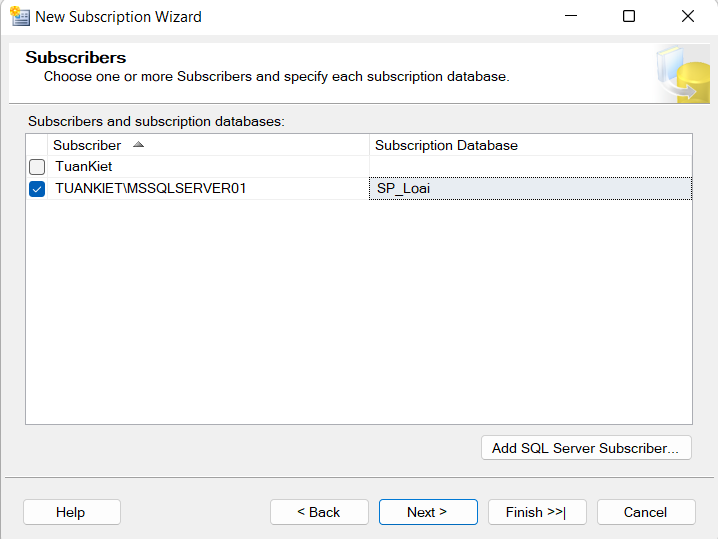 New Subscription Wizard
Subscribers
Choose one or more Subscribers and specify each subscription database.
Subscribers and subscription databases:
Subscriber Subscription Database
TuanKiet
TUANKIET\MSSQLSERVER01 SP_Loai
Add SQL Server Subscriber...
Help < Back Next > Finish >>| Cancel